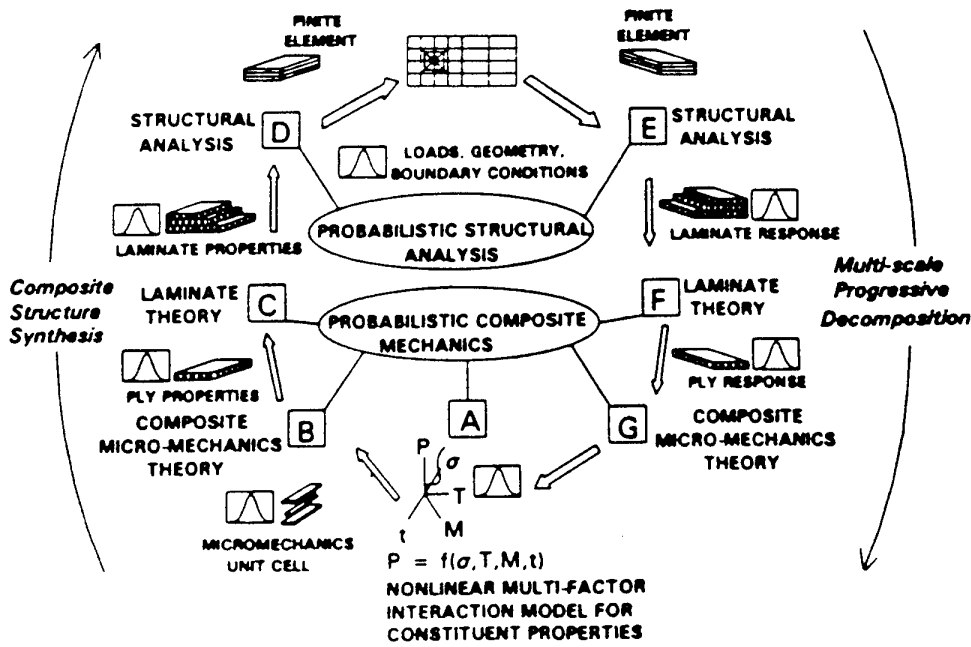 FINITE
ELEMENT
FINITE
ELEMENT
STRUCTURAL
ANALYSIS
D
E
STRUCTURAL
ANALYSIS
LOADS, GEOMETRY,
BOUNDARY CONDITIONS
LAMINATE PROPERTIES
PROBABILISTIC STRUCTURAL
ANALYSIS
LAMINATE RESPONSE
Composite
Structure
Synthesis
LAMINATE
THEORY
C
PROBABILISTIC COMPOSITE
MECHANICS
F
LAMINATE
THEORY
Multi-scale
Progressive
Decomposition
PLY PROPERTIES
PLY RESPONSE
COMPOSITE
MICRO-MECHANICS
THEORY
B
A
G
COMPOSITE
MICRO-MECHANICS
THEORY
P
σ
T
M
t
MICROMECHANICS
UNIT CELL
P = f(σ,T,M,t)
NONLINEAR MULTI-FACTOR
INTERACTION MODEL FOR
CONSTITUENT PROPERTIES